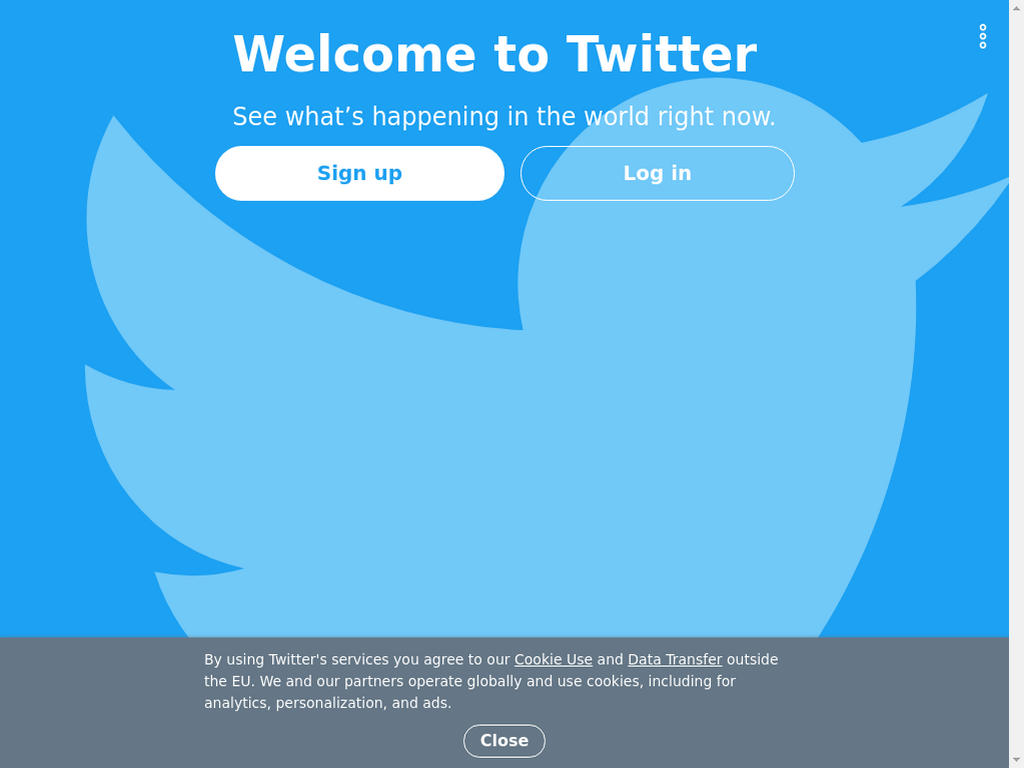 Welcome to Twitter
See what’s happening in the world right now.
Sign up
Log in
By using Twitter's services you agree to our Cookie Use and Data Transfer outside
the EU. We and our partners operate globally and use cookies, including for
analytics, personalization, and ads.
Close